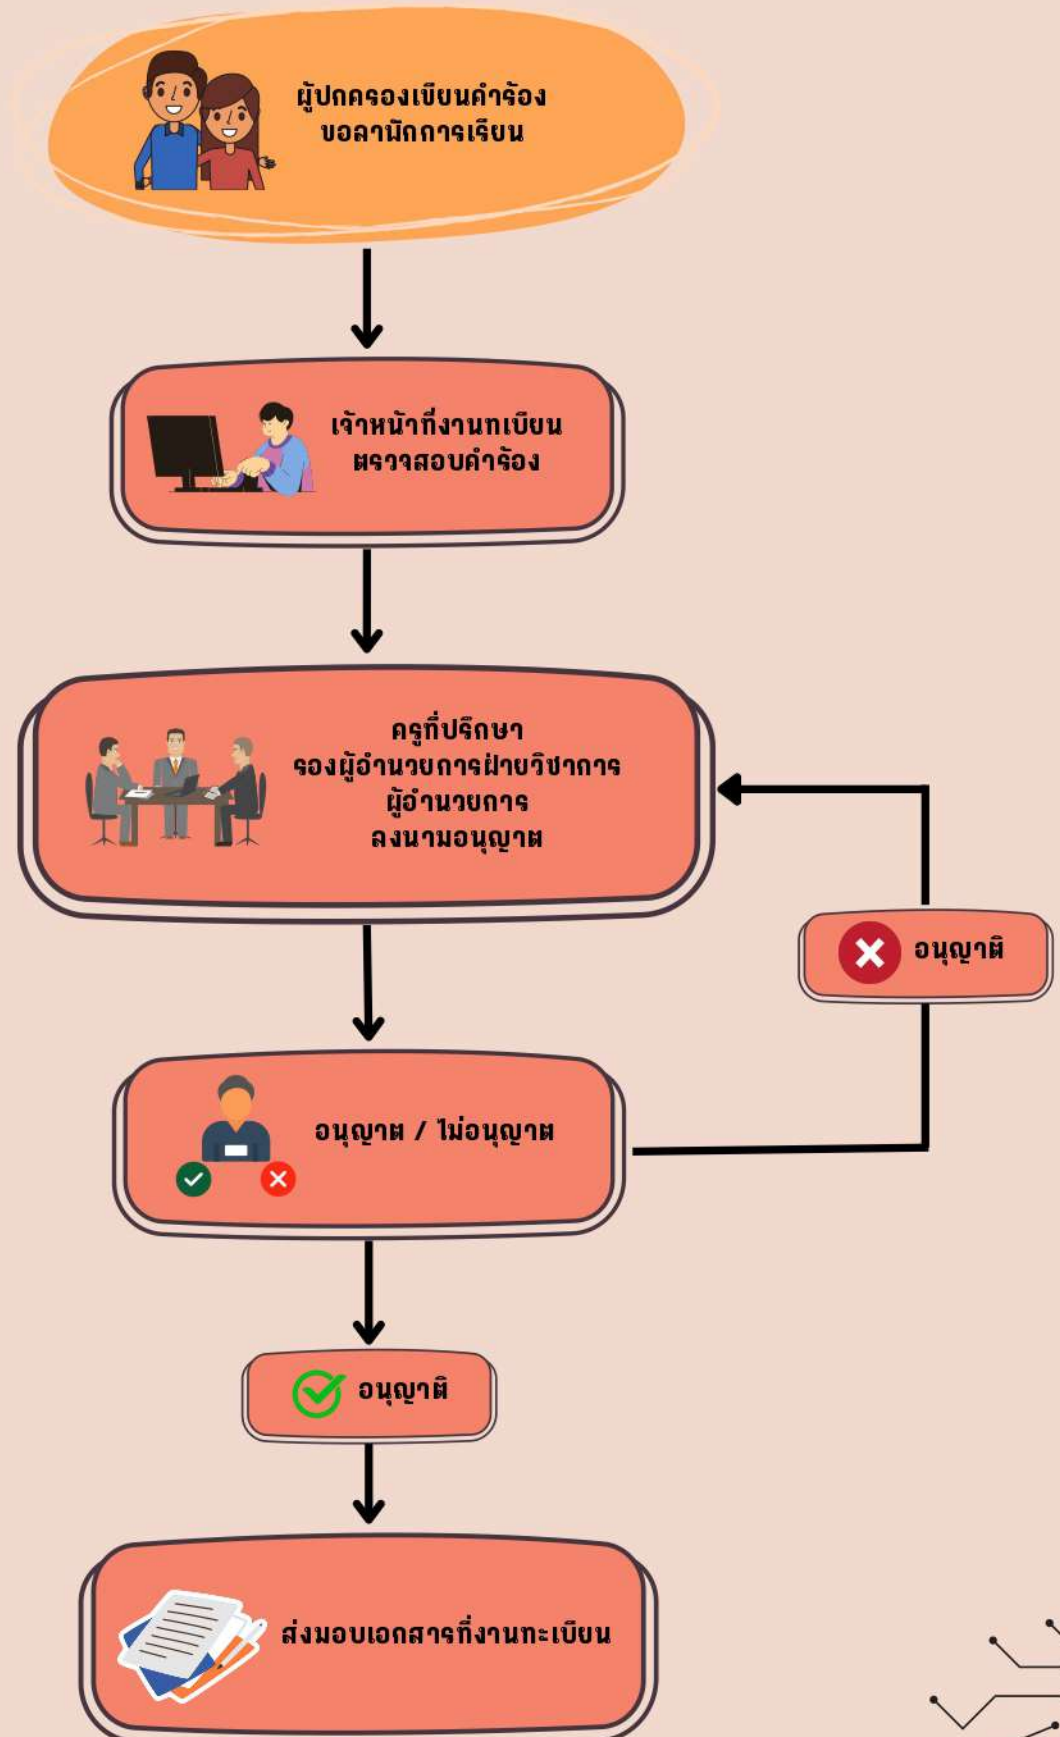 ผู้ปกครองเขียนคำร้อง
ขอลานักการเรียน
เจ้าหน้าที่งานทเบียน
ตรวจสอบคำร้อง
ครูที่ปรึกษา
รองผู้อำนวยการฝ่ายวิชาการ
ผู้อำนวยการ
ลงนามอนุญาต
อนุญาติ
อนุญาต / ไม่อนุญาต
อนุญาติ
ส่งมอบเอกสารที่งานทะเบียน